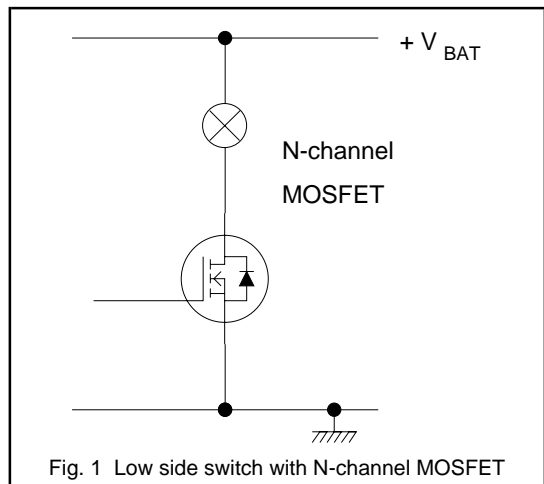 + V BAT
N-channel
MOSFET
Fig. 1 Low side switch with N-channel MOSFET